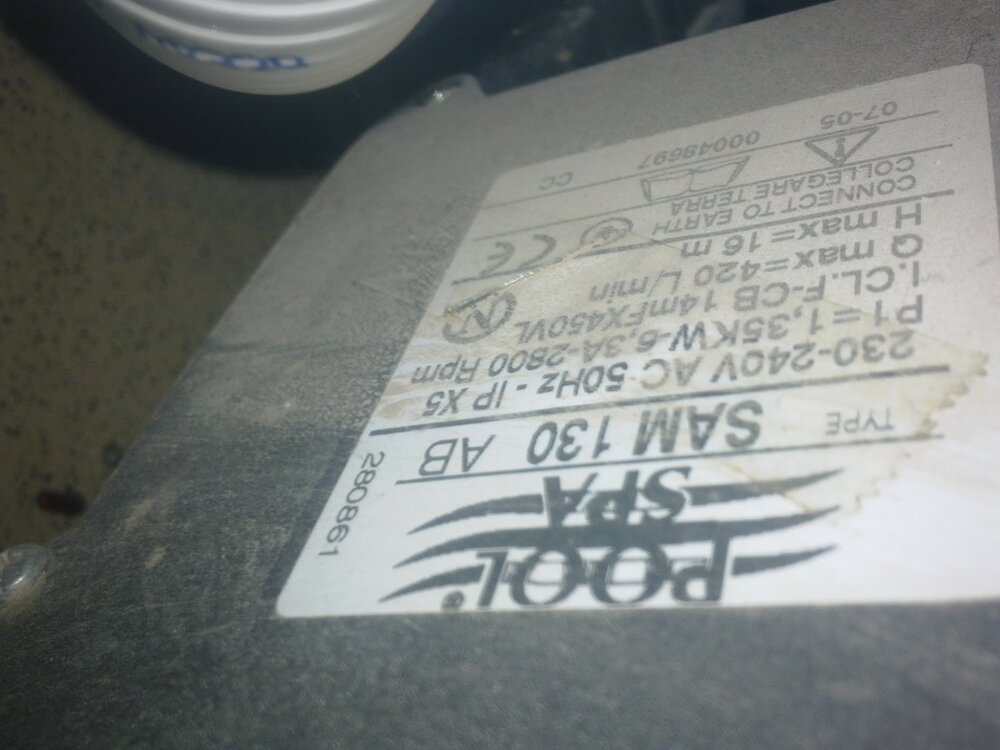 POOL®
SPA
TYPE SAM 130 AB
230-240V AC 50Hz - IP X5
P1=1,35KW-6,3A-2800 Rpm
I.CL.F-CB 14mFX450VL
Q max=420 L/min
H max=16 m
CONNECT TO EARTH
COLLEGARE TERRA
CE
07-05 00048697 CC
280861